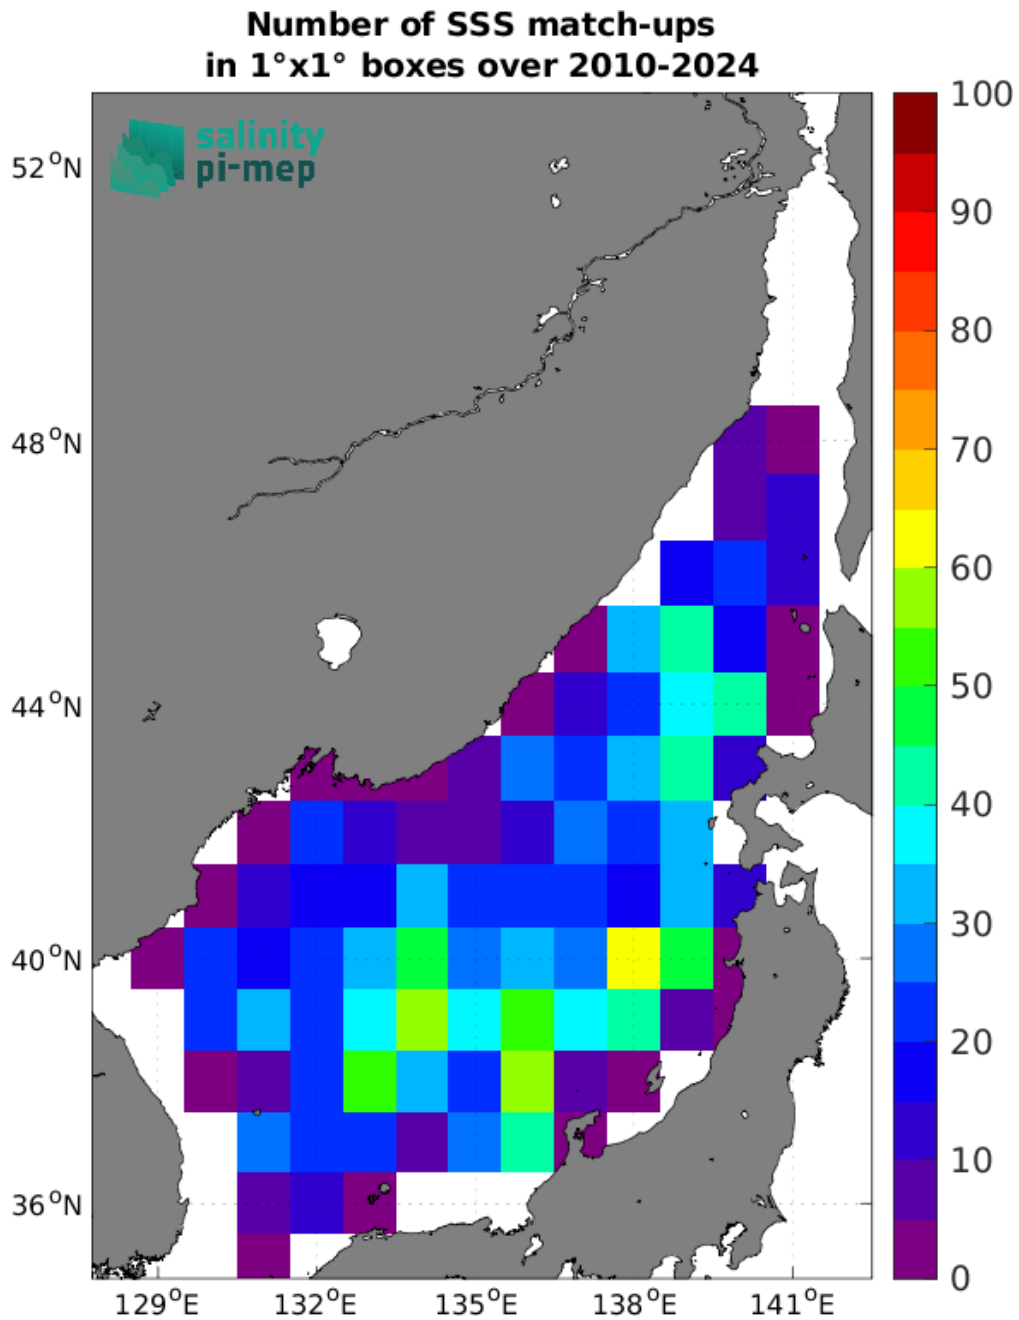 Number of SSS match-ups
in 1°x1° boxes over 2010-2024
salinity
pi-mep
52°N
48°N
44°N
40°N
36°N
129°E 132°E 135°E 138°E 141°E
100
90
80
70
60
50
40
30
20
10
0